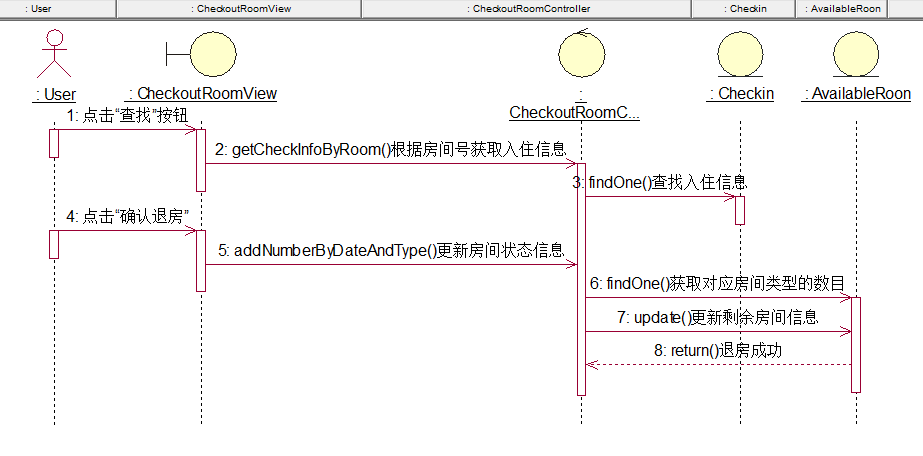 : User
: CheckoutRoomView
: CheckoutRoomController
: Checkin
: AvailableRoon
: User
: CheckoutRoomView
:
CheckoutRoomC...
: Checkin
: AvailableRoon
1: 点击“查找”按钮
2: getCheckInfoByRoom()根据房间号获取入住信息
3: findOne()查找入住信息
4: 点击“确认退房”
5: addNumberByDateAndType()更新房间状态信息
6: findOne()获取对应房间类型的数目
7: update()更新剩余房间信息
8: return()退房成功